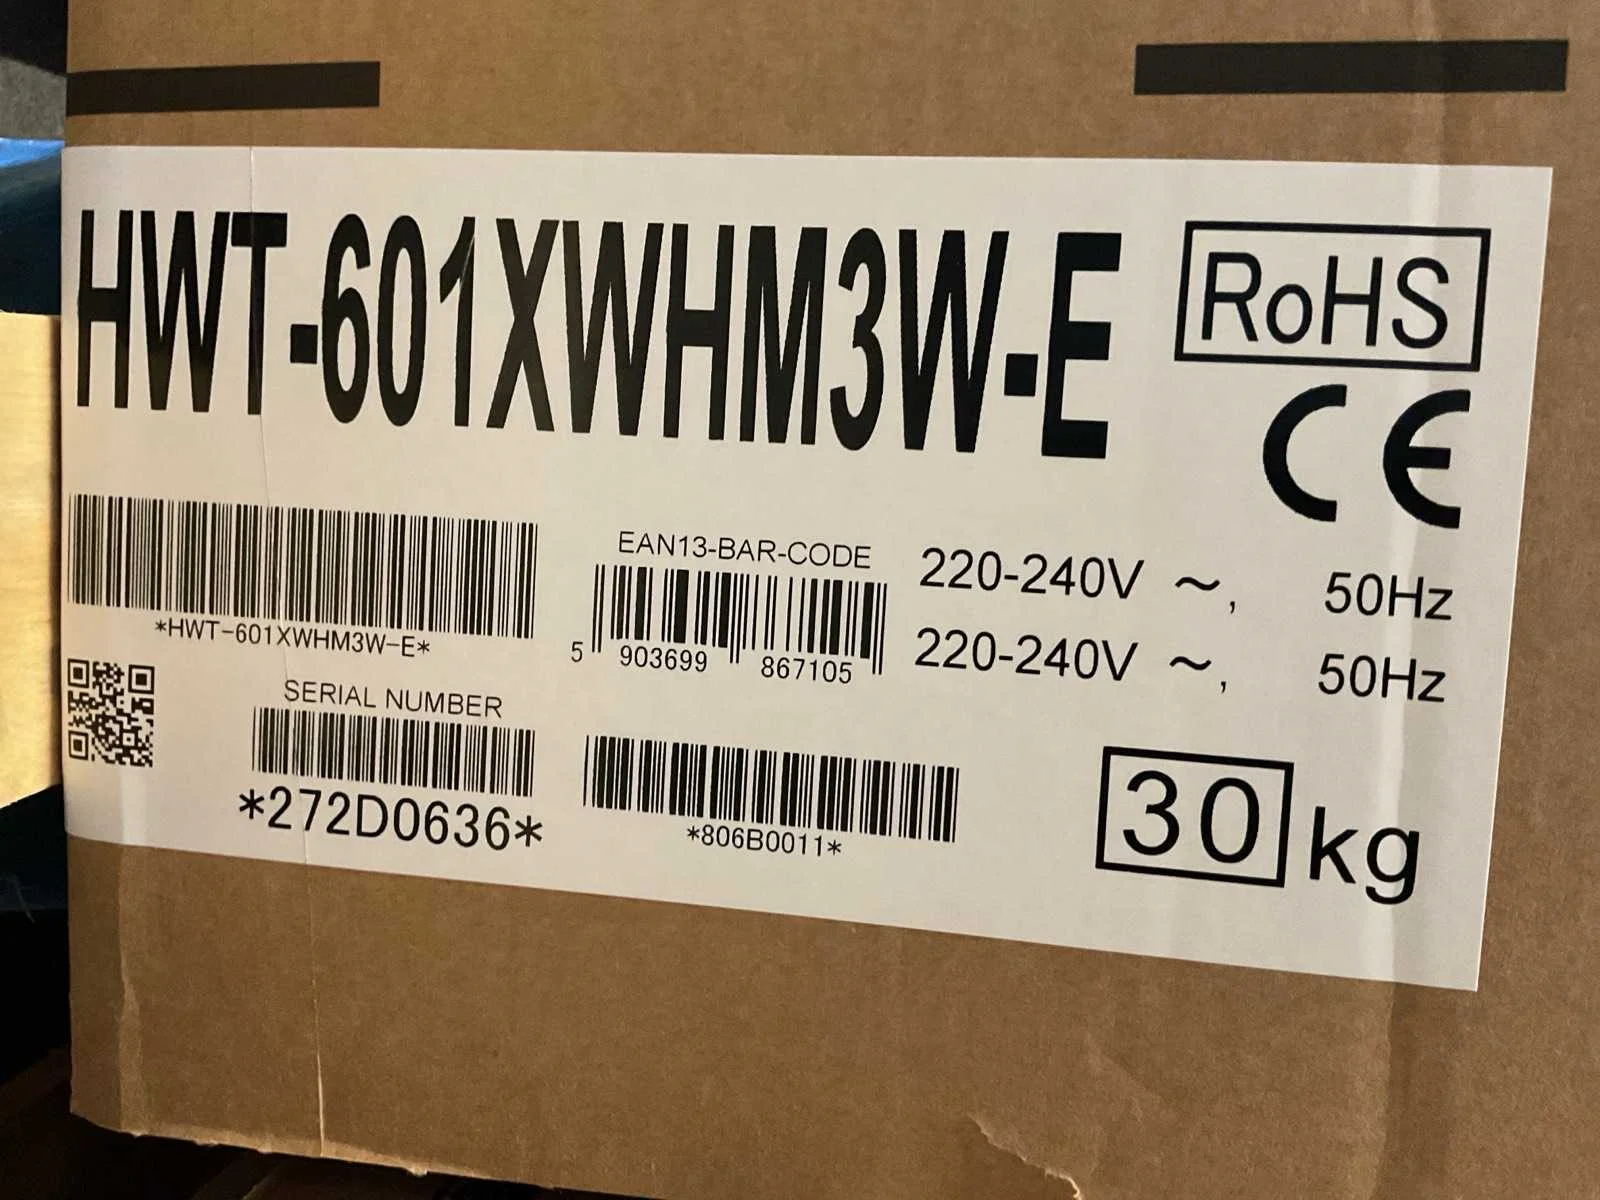 HWT-601XWHM3W-E
RoHS
CE
EAN13-BAR-CODE
220-240V ~, 50Hz
*HWT-601XWHM3W-E*
5 903699 867105
220-240V ~, 50Hz
SERIAL NUMBER
*272D0636*
*806B0011*
30 kg